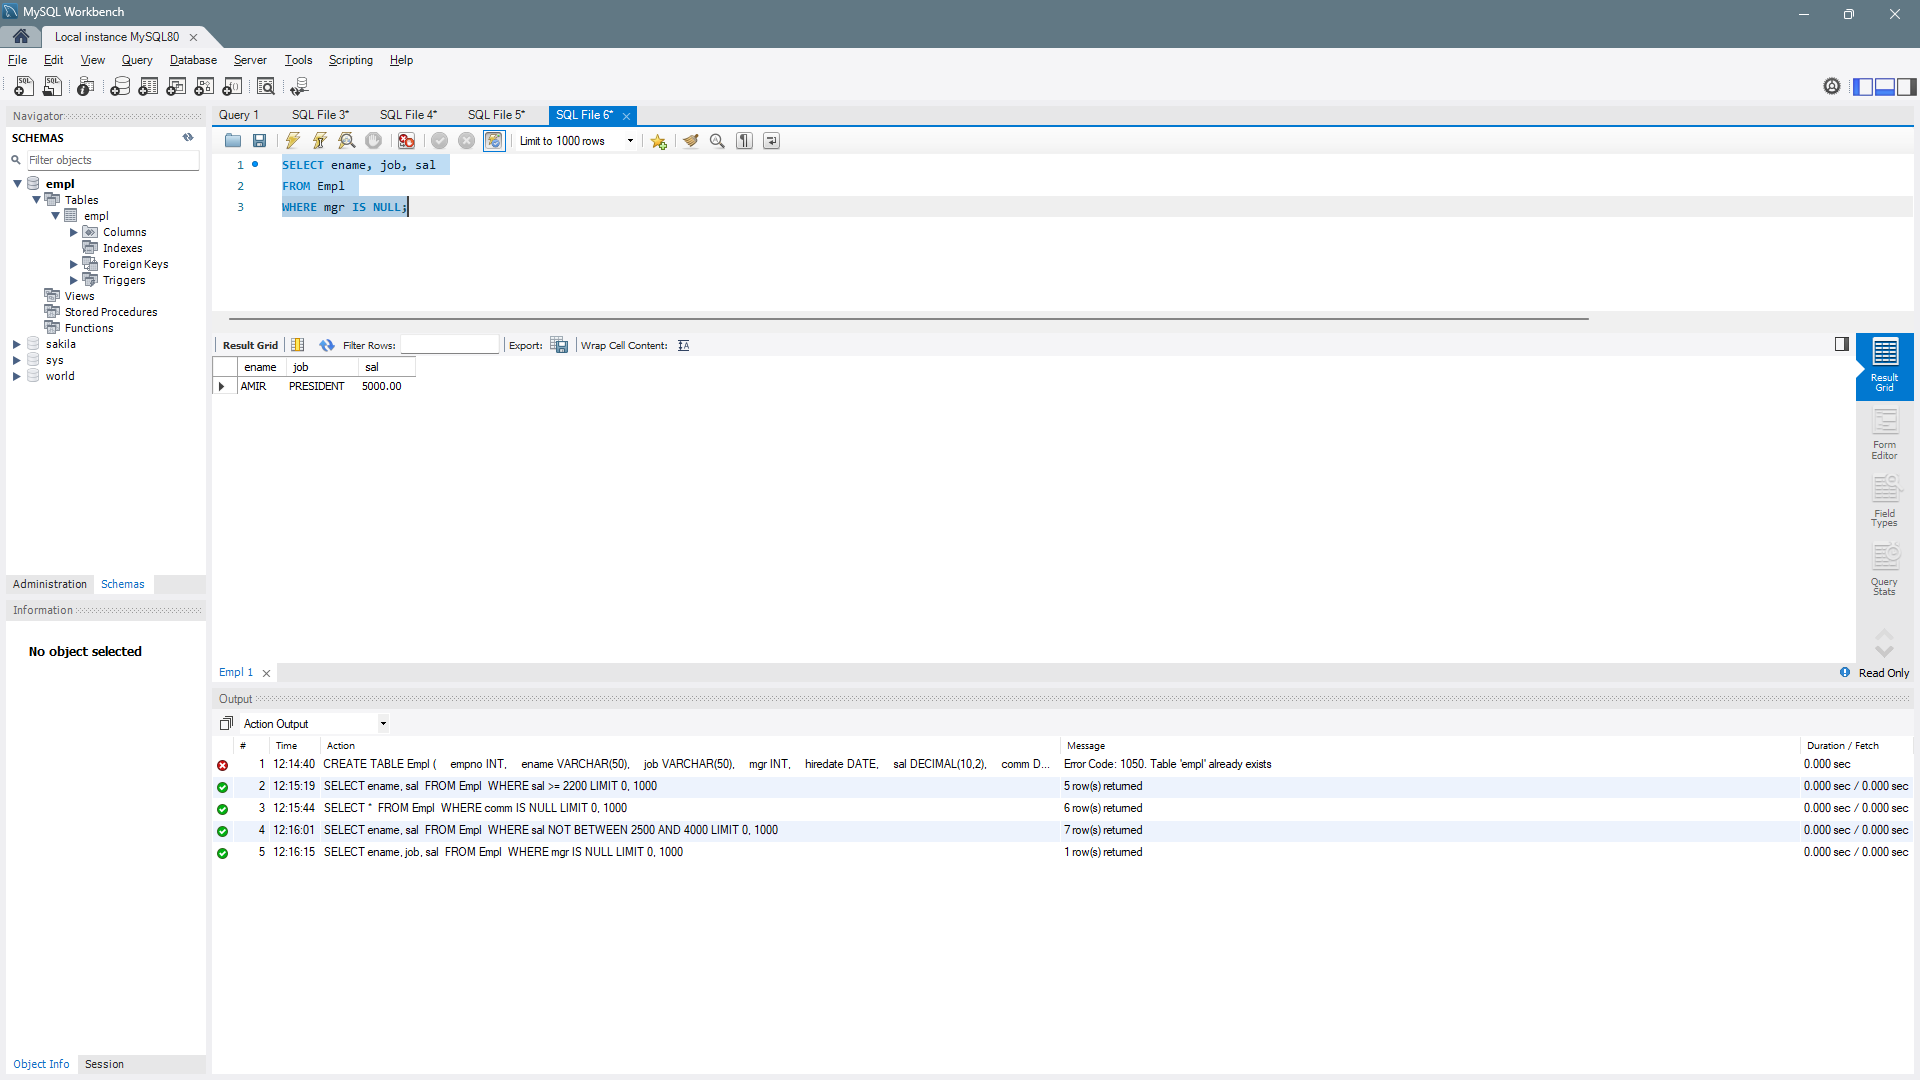 MySQL Workbench
Local instance MySQL80
File Edit View Query Database Server Tools Scripting Help
Navigator
Query 1 SQL File 3* SQL File 4* SQL File 5* SQL File 6*
SCHEMAS
Filter objects
Limit to 1000 rows
1 SELECT ename, job, sal
2 FROM Empl
3 WHERE mgr IS NULL;
empl
Tables
empl
Columns
Indexes
Foreign Keys
Triggers
Views
Stored Procedures
Functions
sakila
sys
world
Administration Schemas
Information
No object selected
Object Info Session
Result Grid Filter Rows: Export: Wrap Cell Content:
ename job sal
AMIR PRESIDENT 5000.00
Result
Grid
Form
Editor
Field
Types
Query
Stats
Empl 1
Read Only
Output
Action Output
# Time Action Message Duration / Fetch
1 12:14:40 CREATE TABLE Empl ( empno INT, ename VARCHAR(50), job VARCHAR(50), mgr INT, hiredate DATE, sal DECIMAL(10,2), comm D... Error Code: 1050. Table 'empl' already exists 0.000 sec
2 12:15:19 SELECT ename, sal FROM Empl WHERE sal >= 2200 LIMIT 0, 1000 5 row(s) returned 0.000 sec / 0.000 sec
3 12:15:44 SELECT * FROM Empl WHERE comm IS NULL LIMIT 0, 1000 6 row(s) returned 0.000 sec / 0.000 sec
4 12:16:01 SELECT ename, sal FROM Empl WHERE sal NOT BETWEEN 2500 AND 4000 LIMIT 0, 1000 7 row(s) returned 0.000 sec / 0.000 sec
5 12:16:15 SELECT ename, job, sal FROM Empl WHERE mgr IS NULL LIMIT 0, 1000 1 row(s) returned 0.000 sec / 0.000 sec